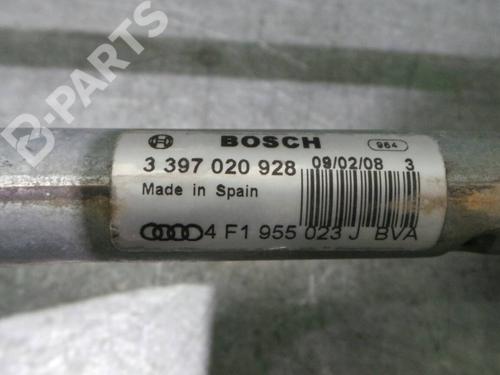 B-PARTS
BOSCH
964
3 397 020 928
09/02/08 3
Made in Spain
4 F1 955 023 J BVA